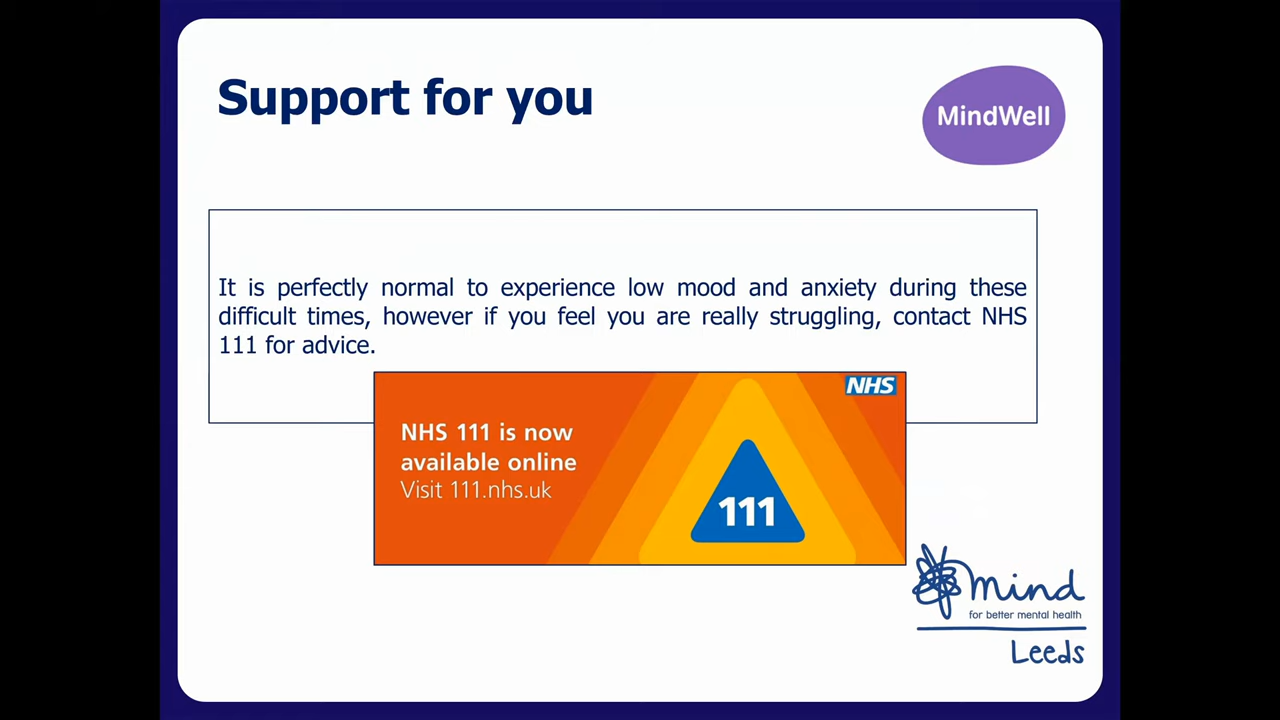 Support for you
MindWell
It is perfectly normal to experience low mood and anxiety during these
difficult times, however if you feel you are really struggling, contact NHS
111 for advice.
NHS
NHS 111 is now
available online
Visit 111.nhs.uk
111
mind
for better mental health
Leeds